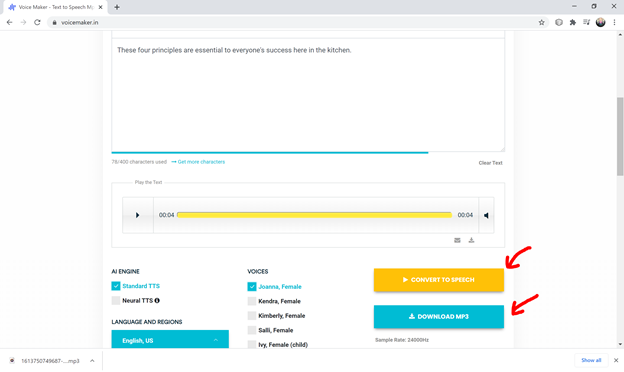 Voice Maker - Text to Speech Ma
voicemaker.in
These four principles are essential to everyone's success here in the kitchen.
78/400 characters used → Get more characters
Clear Text
Play the Text
00:04
00:04
AI ENGINE
Standard TTS
Neural TTS
LANGUAGE AND REGIONS
English, US
VOICES
Joanna, Female
Kendra, Female
Kimberly, Female
Salli, Female
Ivy, Female (child)
CONVERT TO SPEECH
DOWNLOAD MP3
Sample Rate: 24000Hz
1613750749687-....mp3
Show all